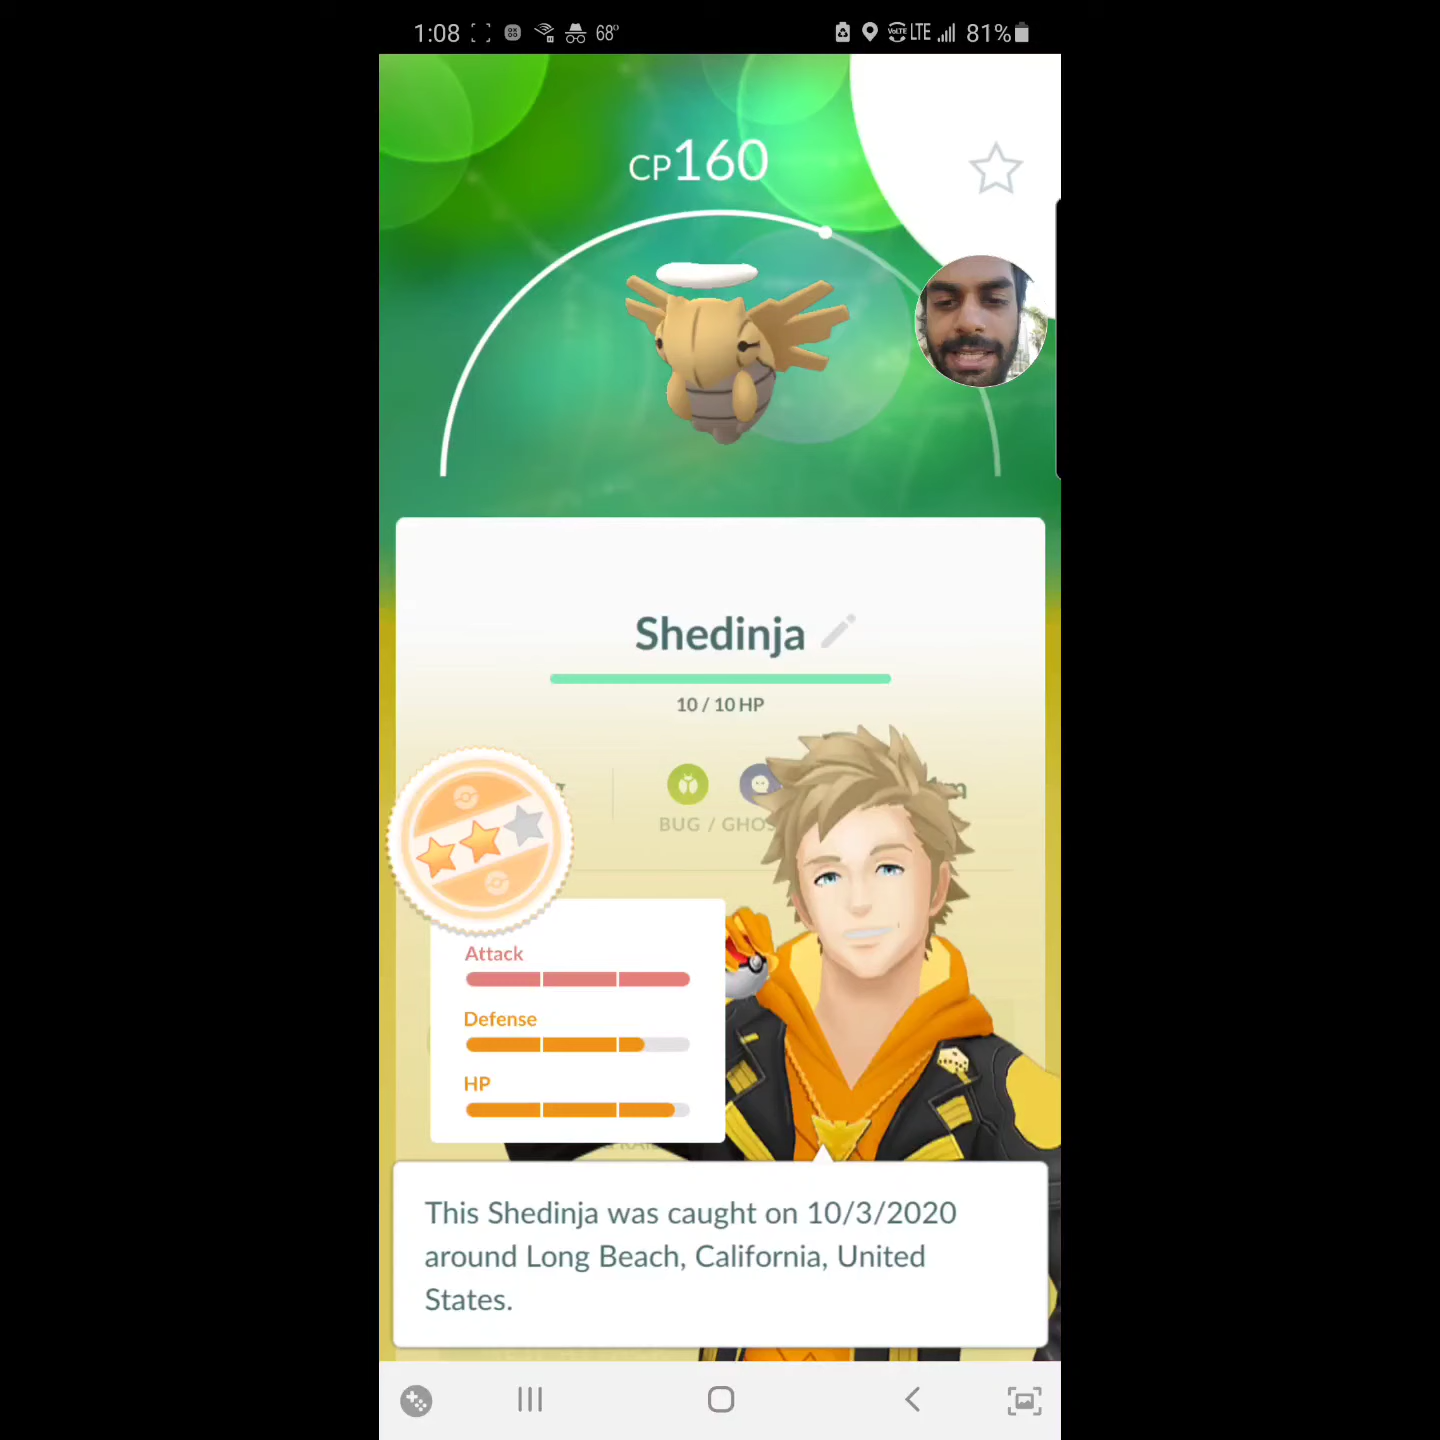 1:08 68° VoLTE LTE 81%
CP160
Shedinja
10 / 10 HP
BUG / GHOS
Attack
Defense
HP
This Shedinja was caught on 10/3/2020
around Long Beach, California, United
States.